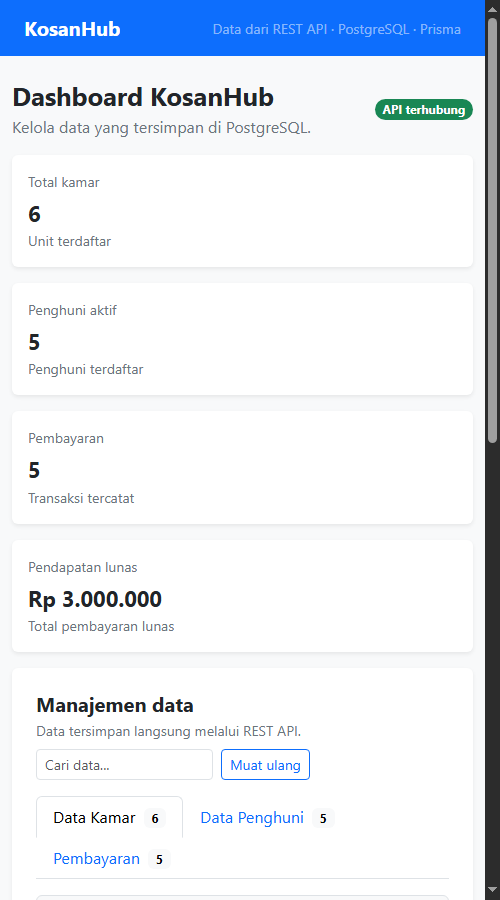 KosanHub
Data dari REST API · PostgreSQL · Prisma
Dashboard KosanHub
Kelola data yang tersimpan di PostgreSQL.
API terhubung
Total kamar
6
Unit terdaftar
Penghuni aktif
5
Penghuni terdaftar
Pembayaran
5
Transaksi tercatat
Pendapatan lunas
Rp 3.000.000
Total pembayaran lunas
Manajemen data
Data tersimpan langsung melalui REST API.
Cari data...
Muat ulang
Data Kamar 6
Data Penghuni 5
Pembayaran 5